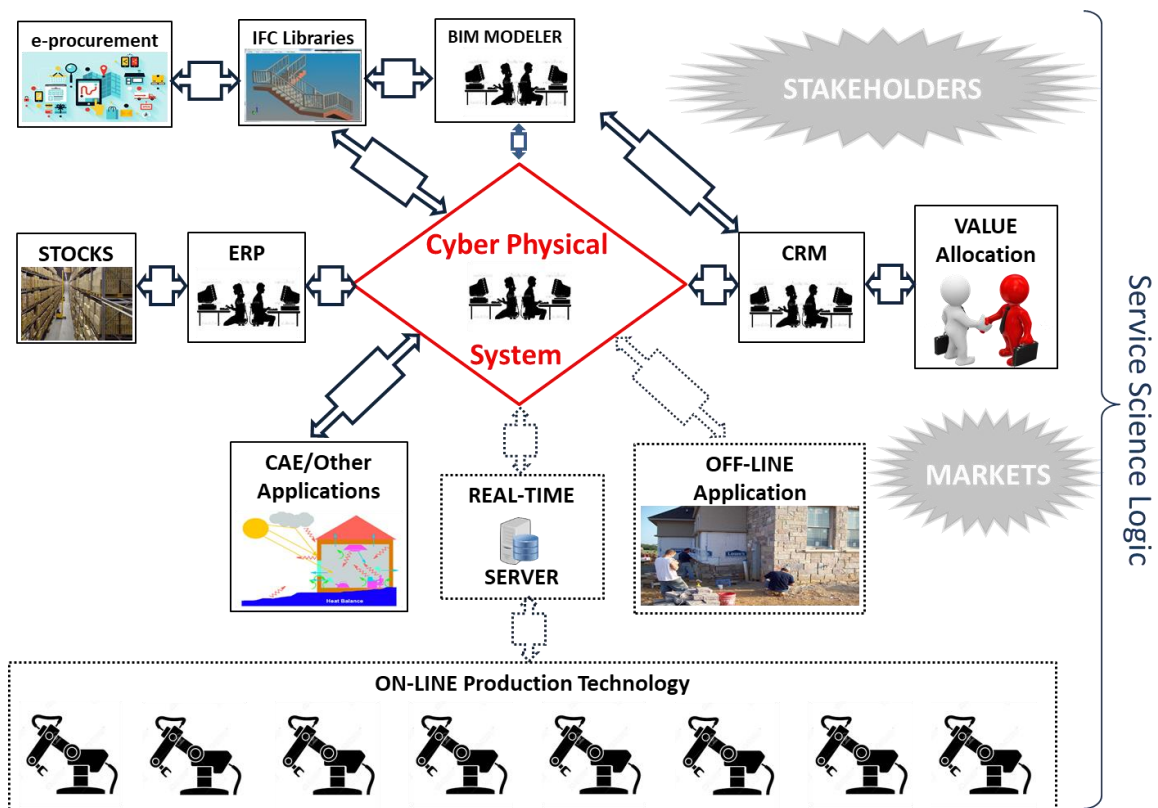 e-procurement
IFC Libraries
BIM MODELER
STAKEHOLDERS
STOCKS
ERP
Cyber Physical
System
CRM
VALUE
Allocation
CAE/Other
Applications
Heat Balance
REAL-TIME
SERVER
OFF-LINE
Application
MARKETS
Service Science Logic
ON-LINE Production Technology